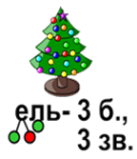 ель- 3 б.,
3 зв.